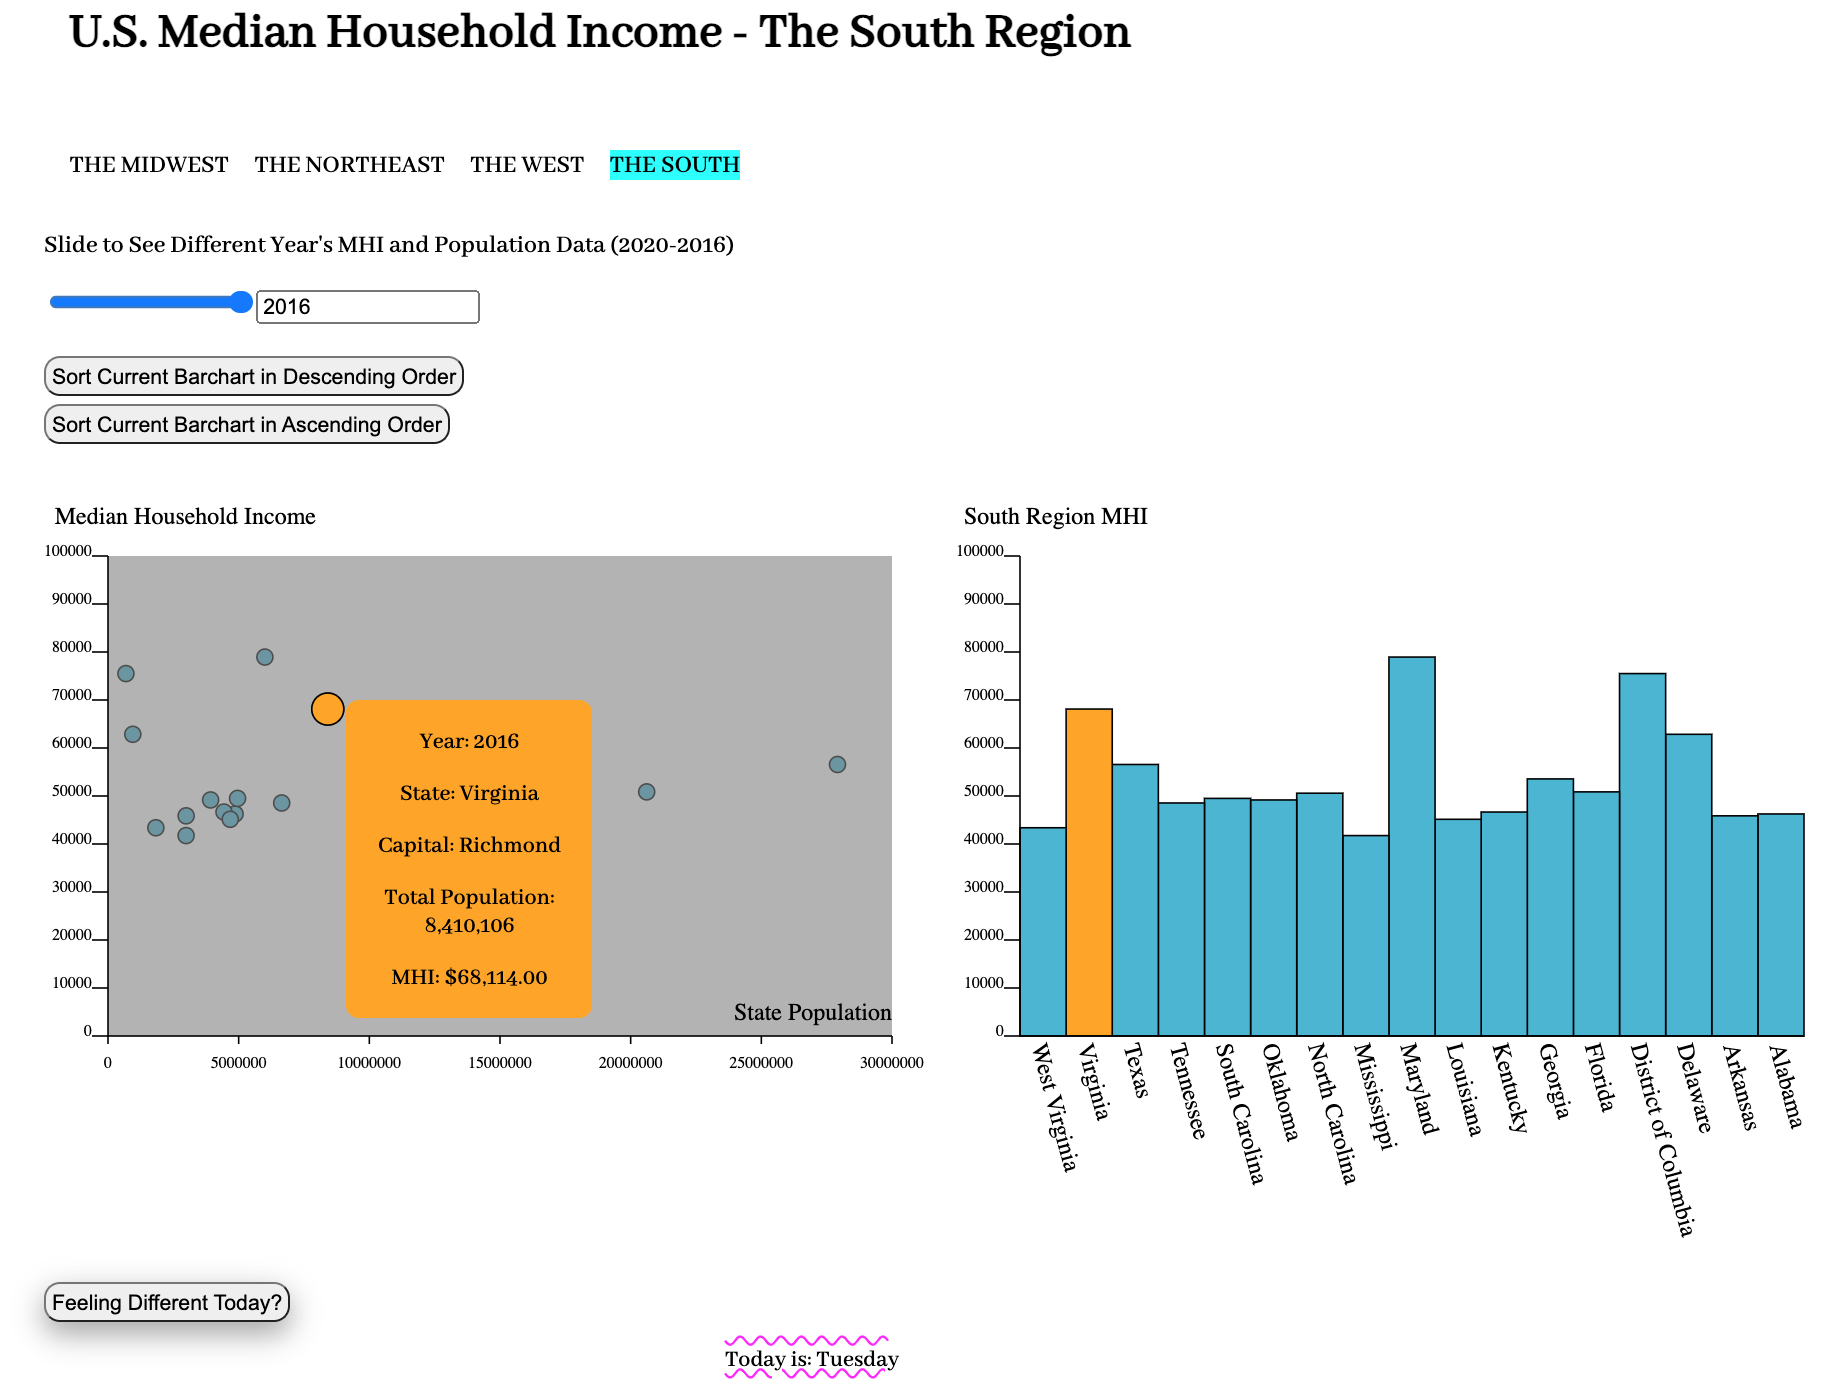 U.S. Median Household Income - The South Region
THE MIDWEST THE NORTHEAST THE WEST THE SOUTH
Slide to See Different Year's MHI and Population Data (2020-2016)
2016
Sort Current Barchart in Descending Order
Sort Current Barchart in Ascending Order
Median Household Income
100000
90000
80000
70000
60000
50000
40000
30000
20000
10000
0
0 5000000 10000000 15000000 20000000 25000000 30000000
State Population
Year: 2016
State: Virginia
Capital: Richmond
Total Population:
8,410,106
MHI: $68,114.00
South Region MHI
100000
90000
80000
70000
60000
50000
40000
30000
20000
10000
0
West Virginia
Virginia
Texas
Tennessee
South Carolina
Oklahoma
North Carolina
Mississippi
Maryland
Louisiana
Kentucky
Georgia
Florida
District of Columbia
Delaware
Arkansas
Alabama
Feeling Different Today?
Today is: Tuesday